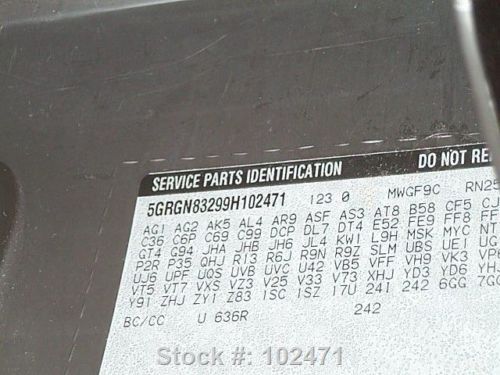 SERVICE PARTS IDENTIFICATION DO NOT RE
5GRGN83299H102471 123 0 MWGF9C RN25
AG1 AG2 AK5 AL4 AR9 ASF AS3 AT8 B58 CF5 CJ
C36 C6P C69 C99 DCP DL7 DT4 E52 FE9 FF8 FF
GT4 G94 JHA JHB JH6 JL4 KW1 L9H MSK MYC NT
P2R P35 QHJ R13 R6J R9N R9Z SLM UBS UE1 UG
UJ6 UPF UQS UVB UVC U42 VB5 VFF VH9 VK3 VP
VT5 VT7 VXS VZ3 V25 V33 V73 XHJ YD3 YD6 YH
Y91 ZHJ ZY1 Z83 1SC 1SZ 17U 24I 242 6GG 7G
BC/CC U 636R 242
Stock #: 102471